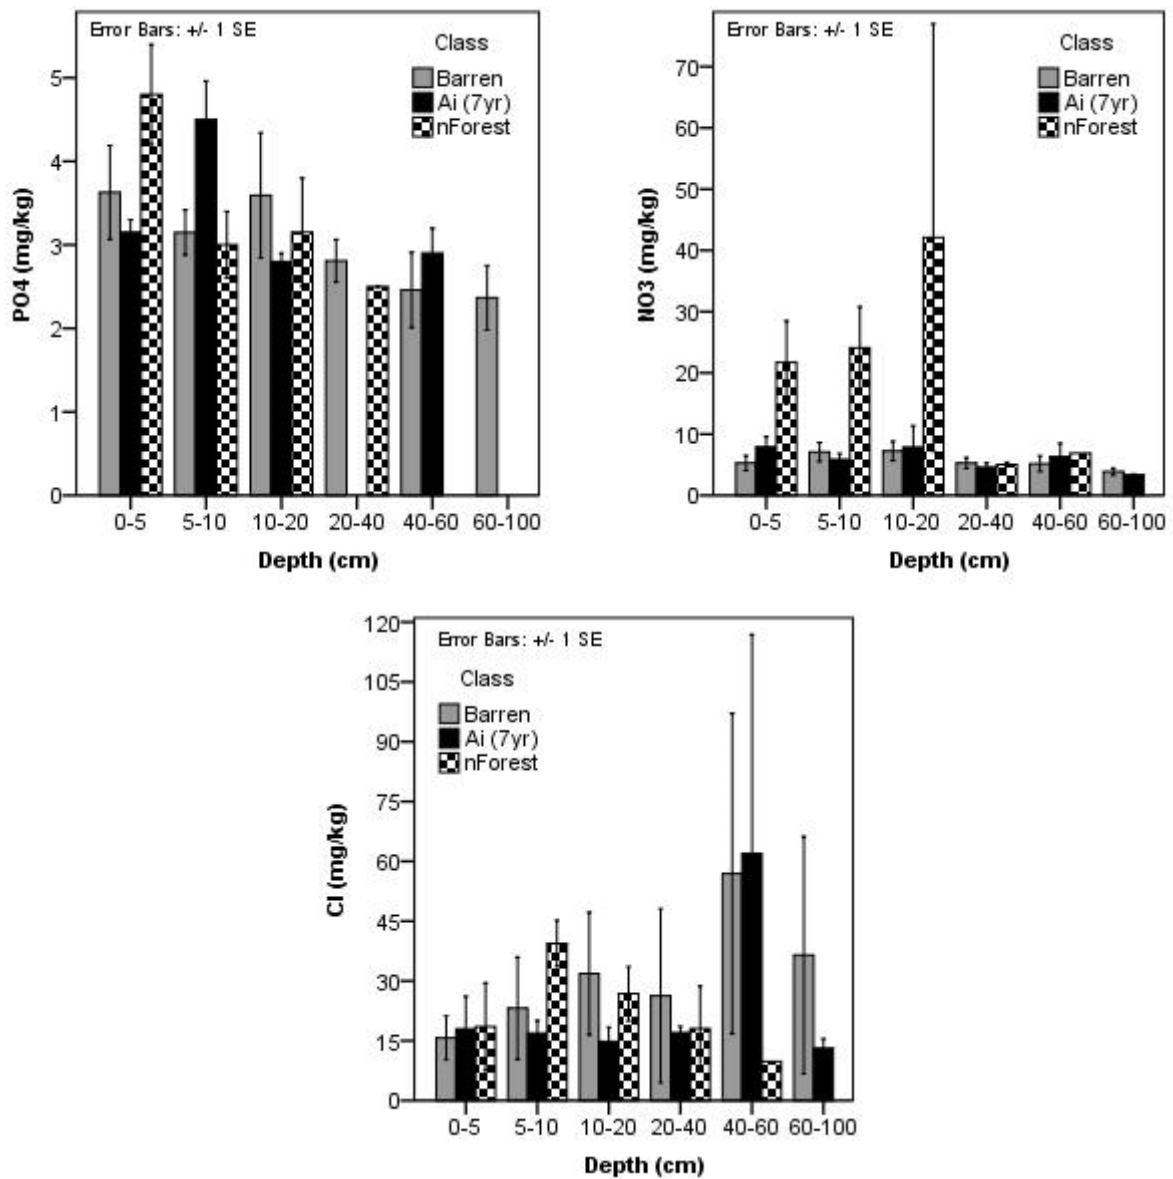 Error Bars: +/- 1 SE
Class
Barren
Ai (7yr)
nForest
PO4 (mg/kg)
5
4
3
2
1
0
0-5 5-10 10-20 20-40 40-60 60-100
Depth (cm)
Error Bars: +/- 1 SE
Class
Barren
Ai (7yr)
nForest
NO3 (mg/kg)
70
60
50
40
30
20
10
0
0-5 5-10 10-20 20-40 40-60 60-100
Depth (cm)
Error Bars: +/- 1 SE
Class
Barren
Ai (7yr)
nForest
Cl (mg/kg)
120
105
90
75
60
45
30
15
0
0-5 5-10 10-20 20-40 40-60 60-100
Depth (cm)